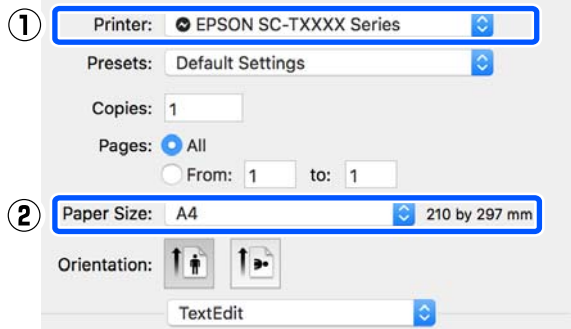 ① Printer: EPSON SC-TXXXX Series
Presets: Default Settings
Copies: 1
Pages: All
From: 1 to: 1
② Paper Size: A4 210 by 297 mm
Orientation:
TextEdit